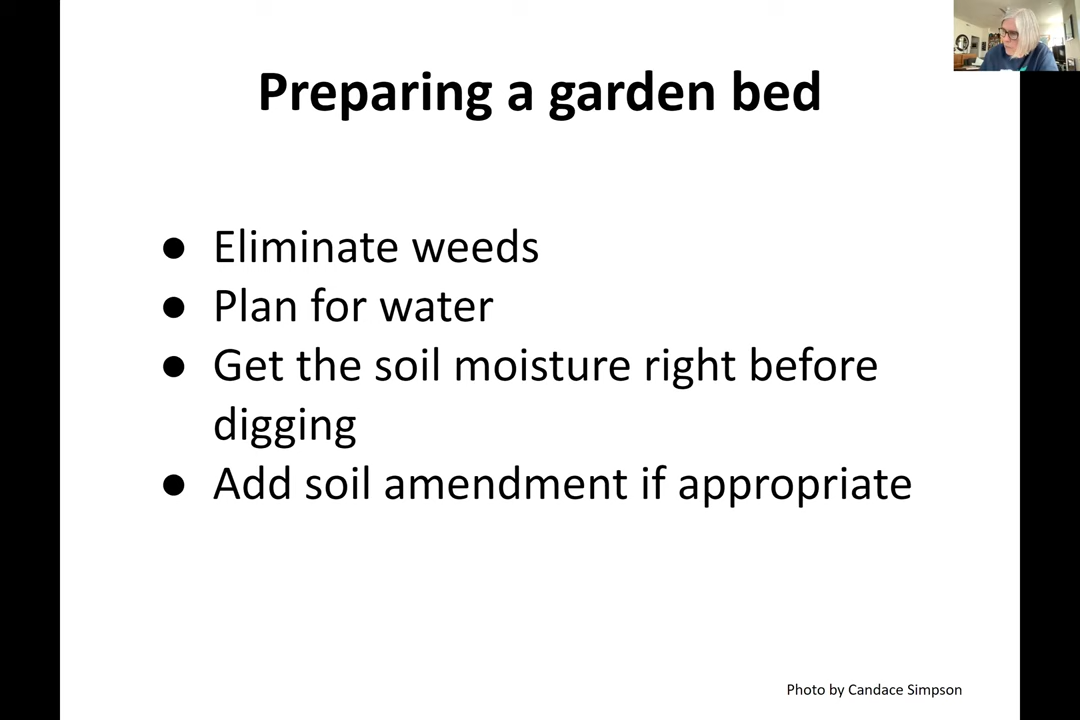 Preparing a garden bed
● Eliminate weeds
● Plan for water
● Get the soil moisture right before
digging
● Add soil amendment if appropriate
Photo by Candace Simpson